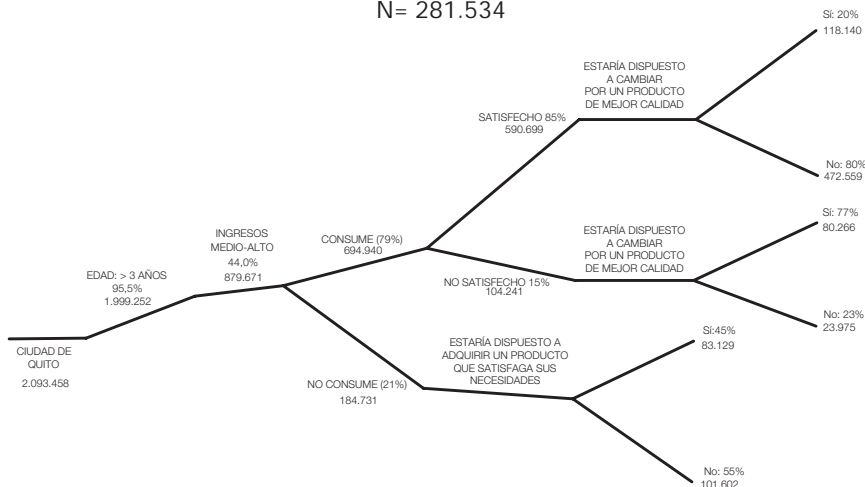 N= 281.534
Sí: 20%
118.140
ESTARÍA DISPUESTO
A CAMBIAR
POR UN PRODUCTO
DE MEJOR CALIDAD
SATISFECHO 85%
590.699
No: 80%
472.559
Sí: 77%
80.266
ESTARÍA DISPUESTO
A CAMBIAR
POR UN PRODUCTO
DE MEJOR CALIDAD
INGRESOS
MEDIO-ALTO
44,0%
879.671
CONSUME (79%)
694.940
EDAD: > 3 AÑOS
95,5%
1.999.252
NO SATISFECHO 15%
104.241
No: 23%
23.975
CIUDAD DE
QUITO
2.093.458
ESTARÍA DISPUESTO A
ADQUIRIR UN PRODUCTO
QUE SATISFAGA SUS
NECESIDADES
Sí:45%
83.129
NO CONSUME (21%)
184.731
No: 55%
101.602